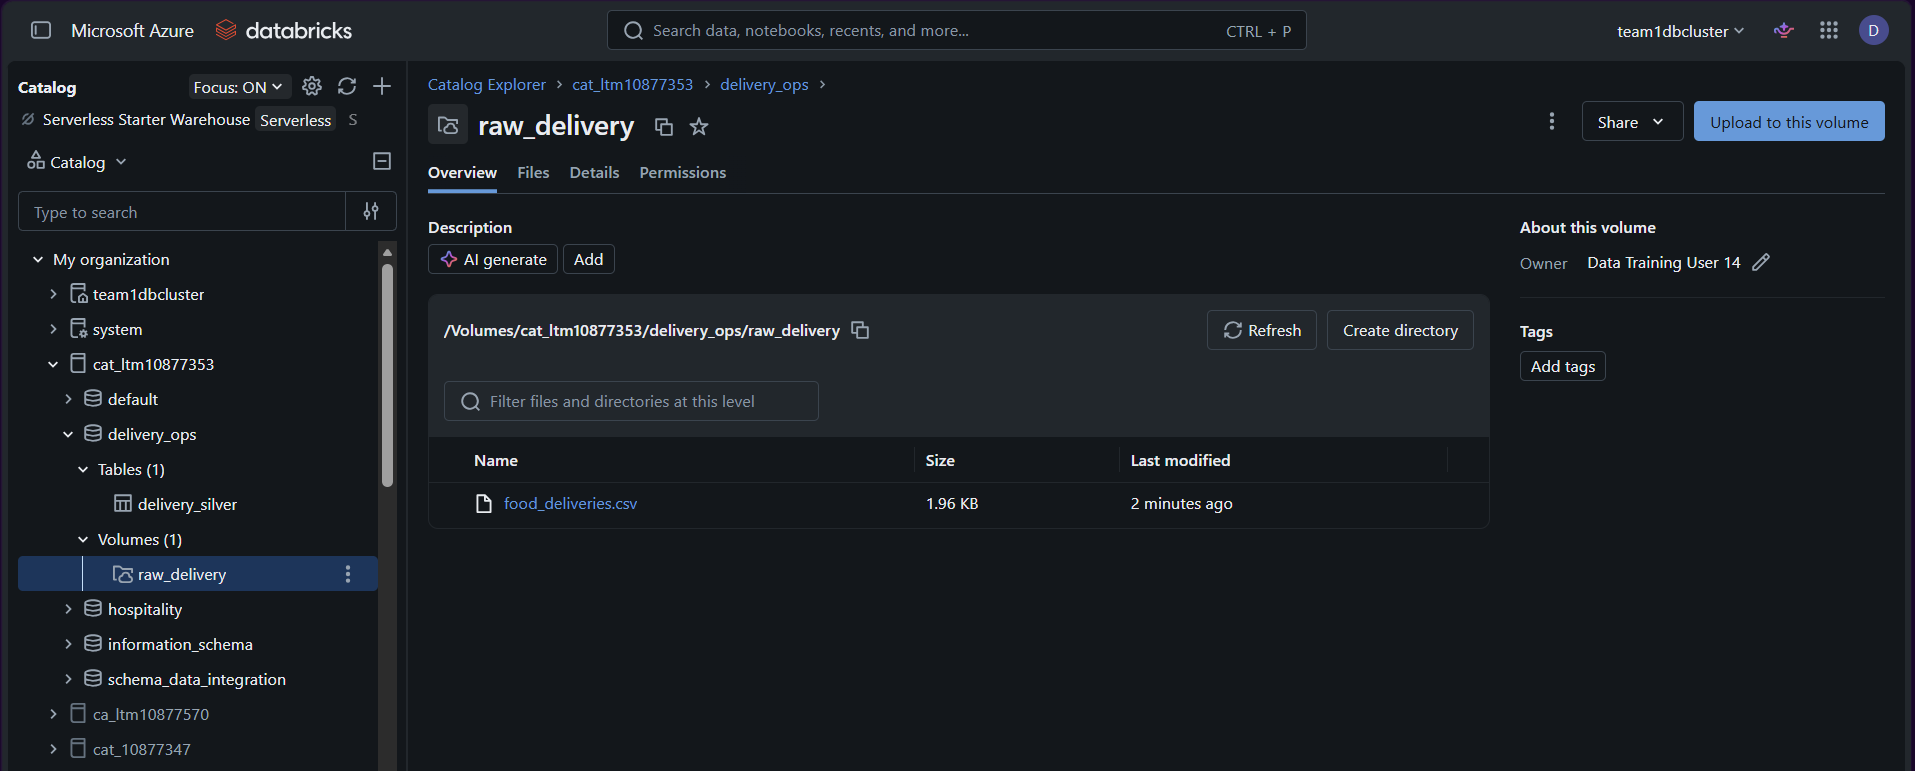 Microsoft Azure databricks
Search data, notebooks, recents, and more... CTRL + P
team1dbcluster
D
Catalog
Focus: ON
Serverless Starter Warehouse Serverless S
Catalog
Type to search
My organization
team1dbcluster
system
cat_ltm10877353
default
delivery_ops
Tables (1)
delivery_silver
Volumes (1)
raw_delivery
hospitality
information_schema
schema_data_integration
ca_ltm10877570
cat_10877347
Catalog Explorer > cat_ltm10877353 > delivery_ops >
raw_delivery
Share
Upload to this volume
Overview Files Details Permissions
Description
AI generate Add
/Volumes/cat_ltm10877353/delivery_ops/raw_delivery
Refresh Create directory
Filter files and directories at this level
Name Size Last modified
food_deliveries.csv 1.96 KB 2 minutes ago
About this volume
Owner Data Training User 14
Tags
Add tags